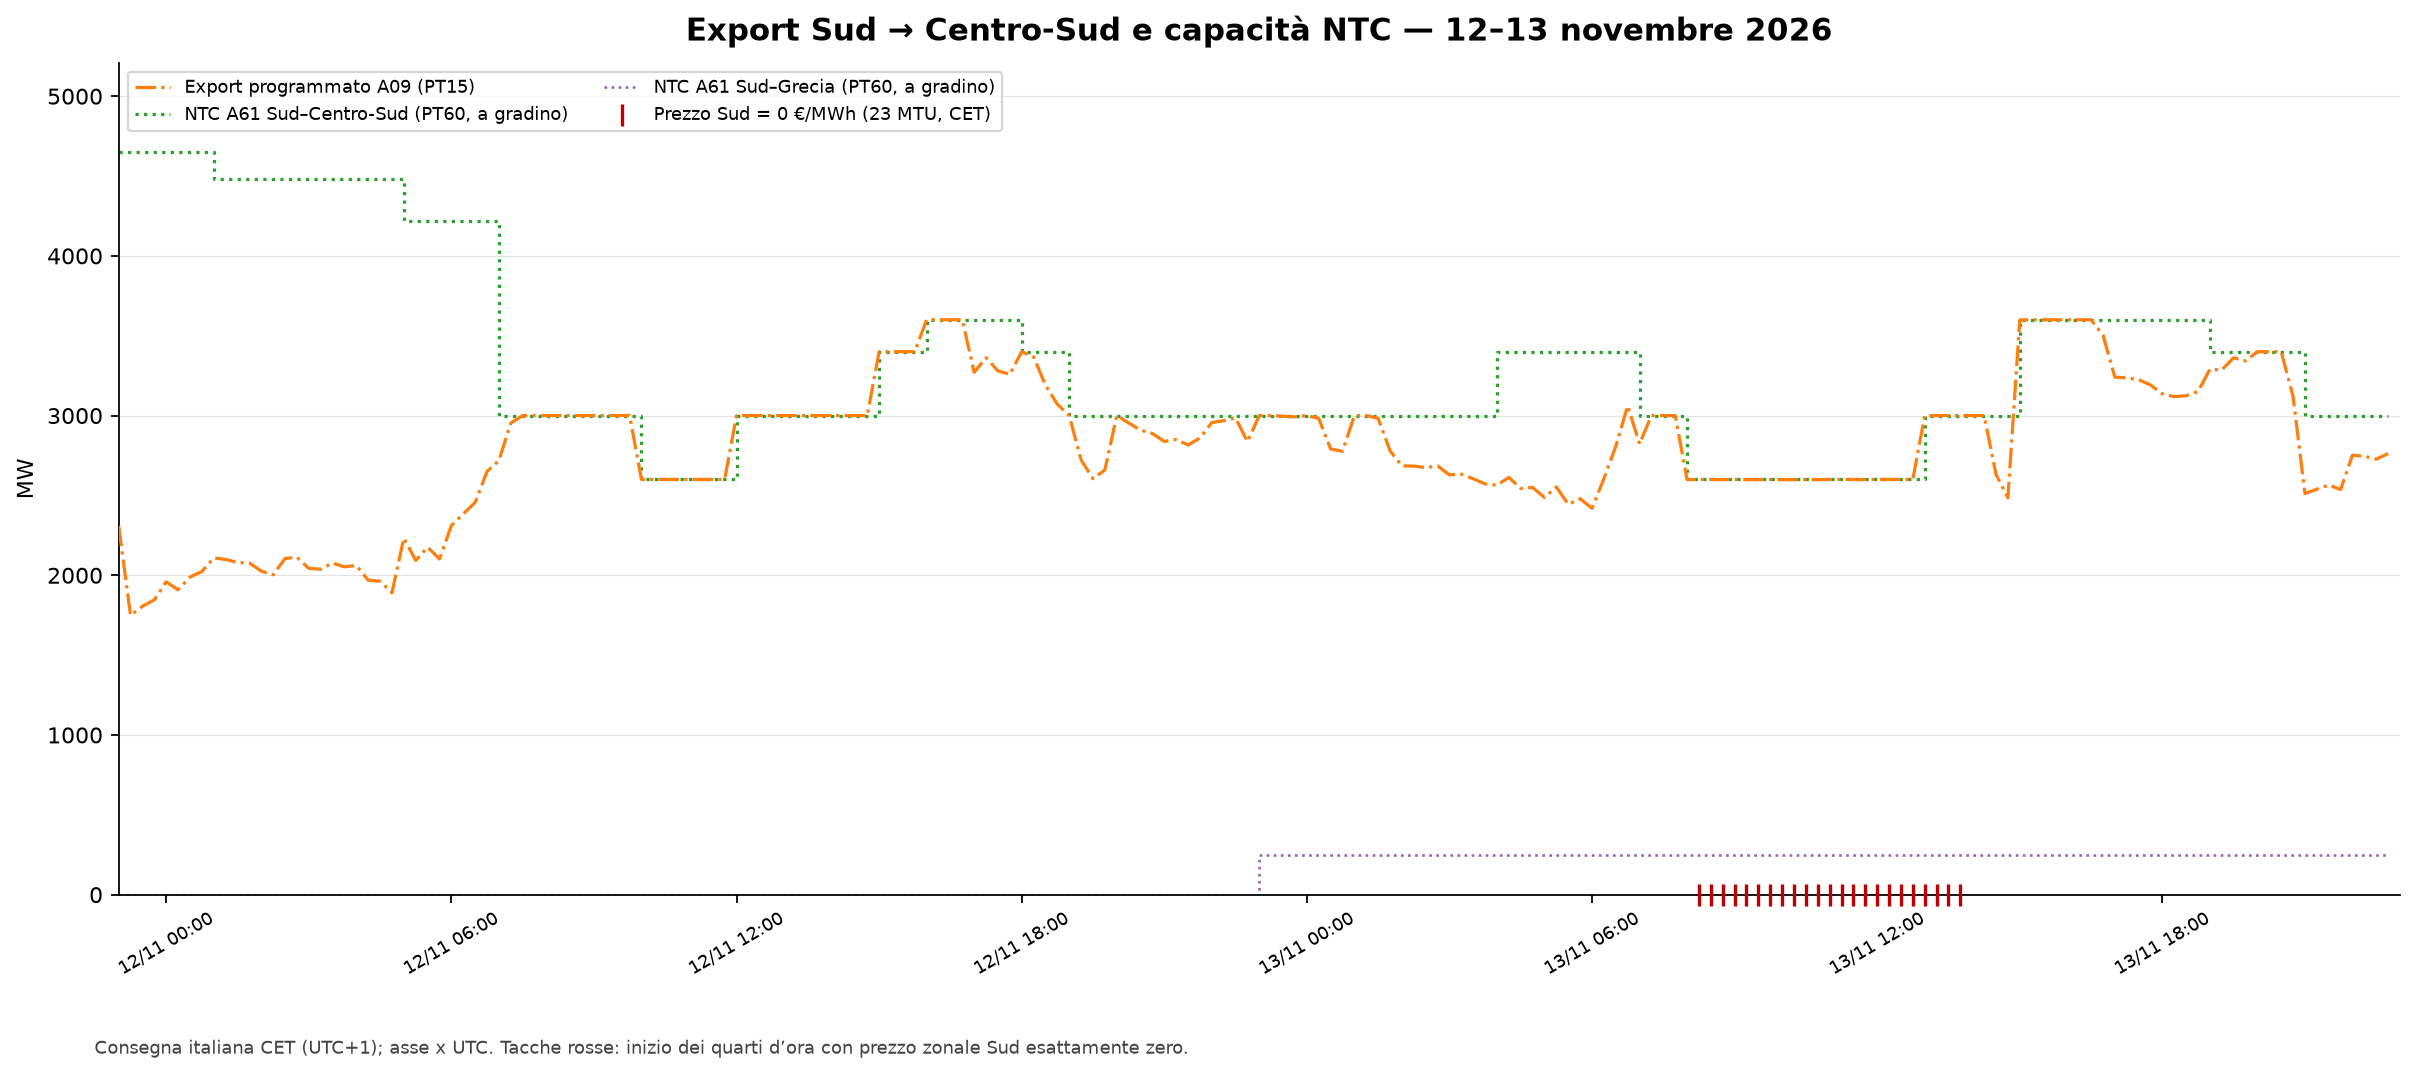 Export Sud → Centro-Sud e capacità NTC — 12–13 novembre 2026
Export programmato A09 (PT15)
NTC A61 Sud–Centro-Sud (PT60, a gradino)
NTC A61 Sud–Grecia (PT60, a gradino)
Prezzo Sud = 0 €/MWh (23 MTU, CET)
MW
5000
4000
3000
2000
1000
0
12/11 00:00
12/11 06:00
12/11 12:00
12/11 18:00
13/11 00:00
13/11 06:00
13/11 12:00
13/11 18:00
Consegna italiana CET (UTC+1); asse x UTC. Tacche rosse: inizio dei quarti d’ora con prezzo zonale Sud esattamente zero.